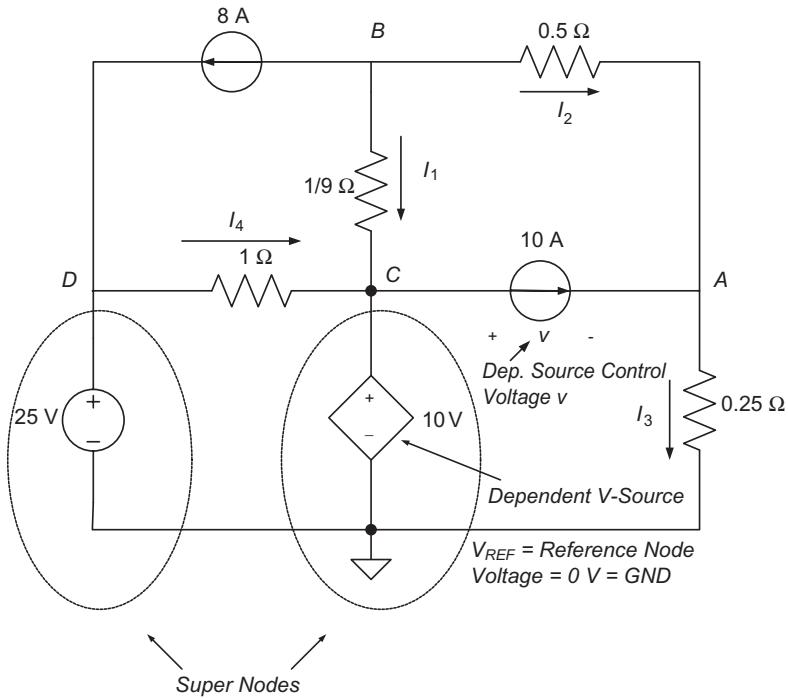 8 A
B
0.5 Ω
I2
1/9 Ω
I1
I4
1 Ω
10 A
D
C
A
+ v -
Dep. Source Control
Voltage v
25 V
+
–
+
–
10 V
I3
0.25 Ω
Dependent V-Source
VREF = Reference Node
Voltage = 0 V = GND
Super Nodes